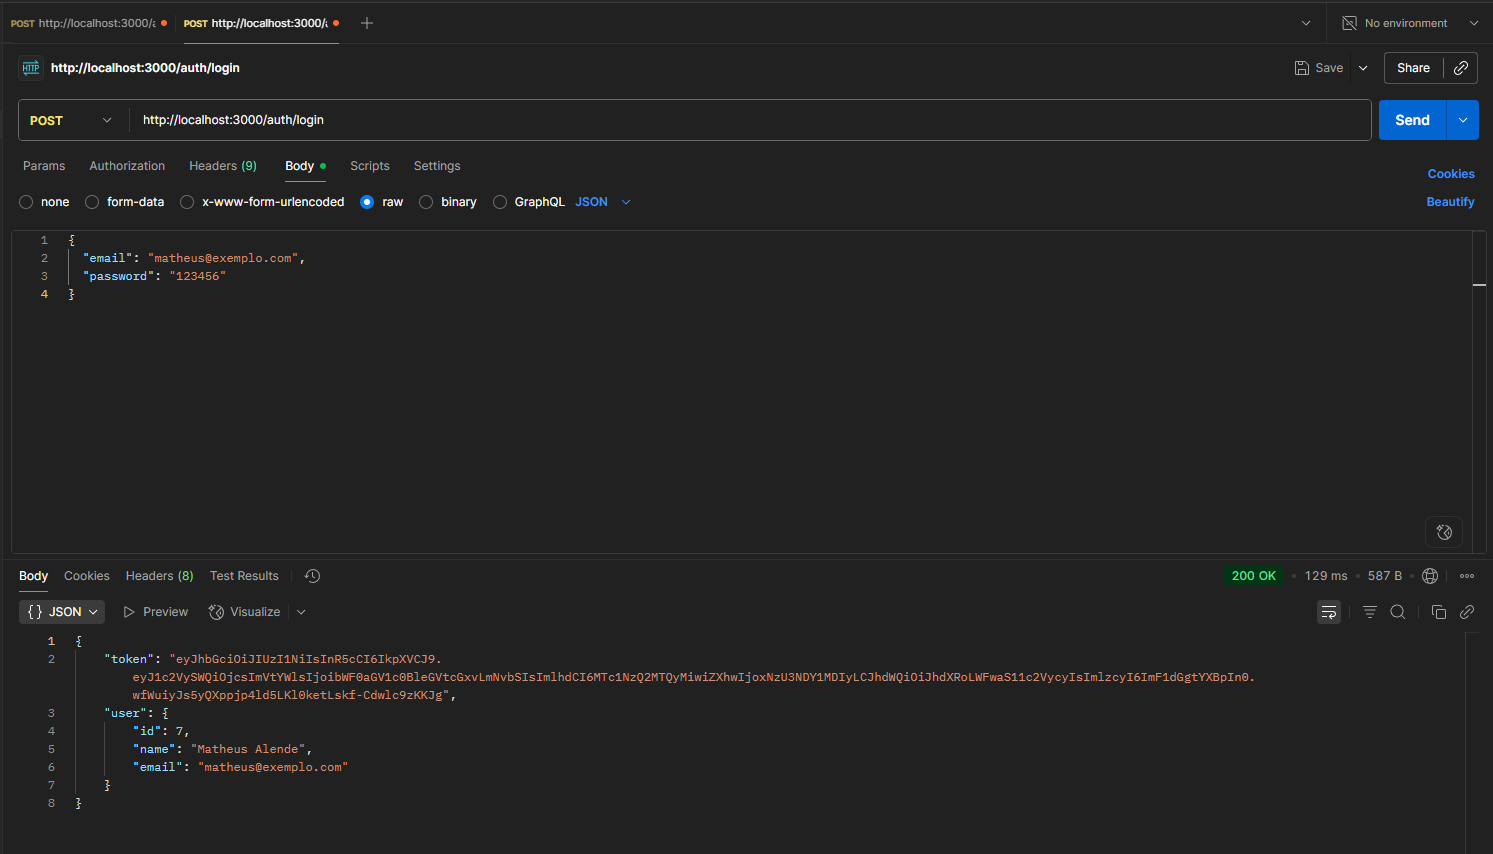 POST http://localhost:3000/a POST http://localhost:3000/a No environment
HTTP http://localhost:3000/auth/login Save Share
POST http://localhost:3000/auth/login Send
Params Authorization Headers (9) Body Scripts Settings Cookies
none form-data x-www-form-urlencoded raw binary GraphQL JSON Beautify
1 {
2 "email": "matheus@exemplo.com",
3 "password": "123456"
4 }
Body Cookies Headers (8) Test Results 200 OK • 129 ms • 587 B •
{} JSON Preview Visualize
1 {
2 "token": "eyJhbGciOiJIUzI1NiIsInR5cCI6IkpXVCJ9.
eyJ1c2VySWQiOjcsImVtYWlsIjoibWF0aGV1c0BleGVtcGxvLmNvbSIsImlhdCI6MTc1NzQ2MTQyMiwiZXhwIjoxNzU3NDY1MDIyLCJhdWQiOiJhdXRoLWFwaS11c2VycyIsImlzcyI6ImF1dGgtYXBpIn0.
wfWuiyJs5yQXppjp4ld5LKl0ketLskf-Cdwlc9zKKJg",
3 "user": {
4 "id": 7,
5 "name": "Matheus Alende",
6 "email": "matheus@exemplo.com"
7 }
8 }